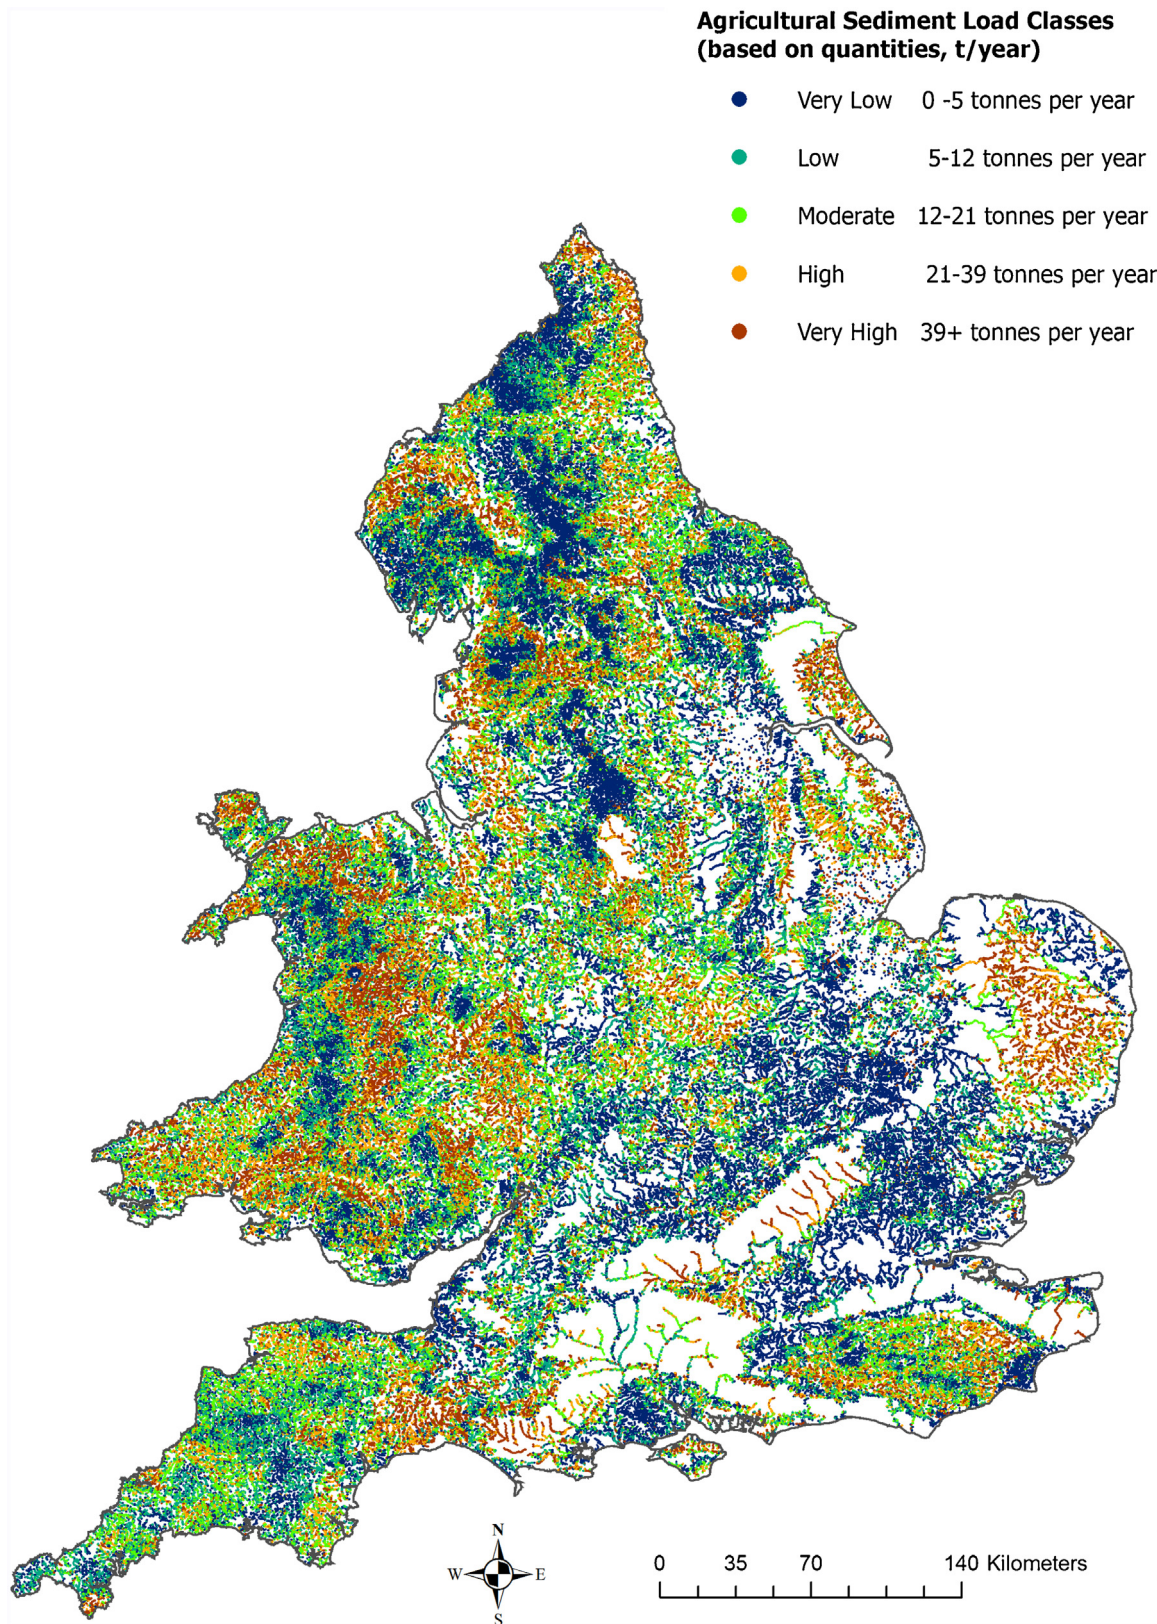 Agricultural Sediment Load Classes
(based on quantities, t/year)
Very Low 0 -5 tonnes per year
Low 5-12 tonnes per year
Moderate 12-21 tonnes per year
High 21-39 tonnes per year
Very High 39+ tonnes per year
N
W E
S
0 35 70 140 Kilometers